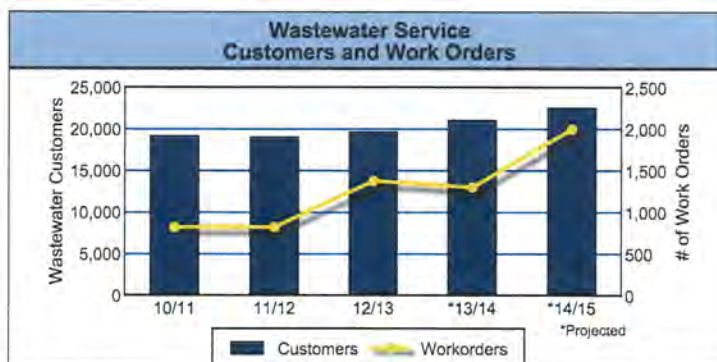 Wastewater Service
Customers and Work Orders
Wastewater Customers
25,000
20,000
15,000
10,000
5,000
0
2,500
2,000
1,500
1,000
500
0
# of Work Orders
10/11
11/12
12/13
*13/14
*14/15
*Projected
Customers
Workorders